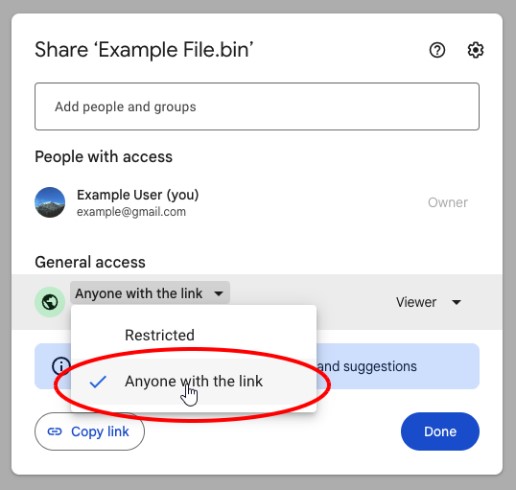 Share ‘Example File.bin’
Add people and groups
People with access
Example User (you)
example@gmail.com
Owner
General access
Anyone with the link
Viewer
Restricted
Anyone with the link
and suggestions
Copy link
Done